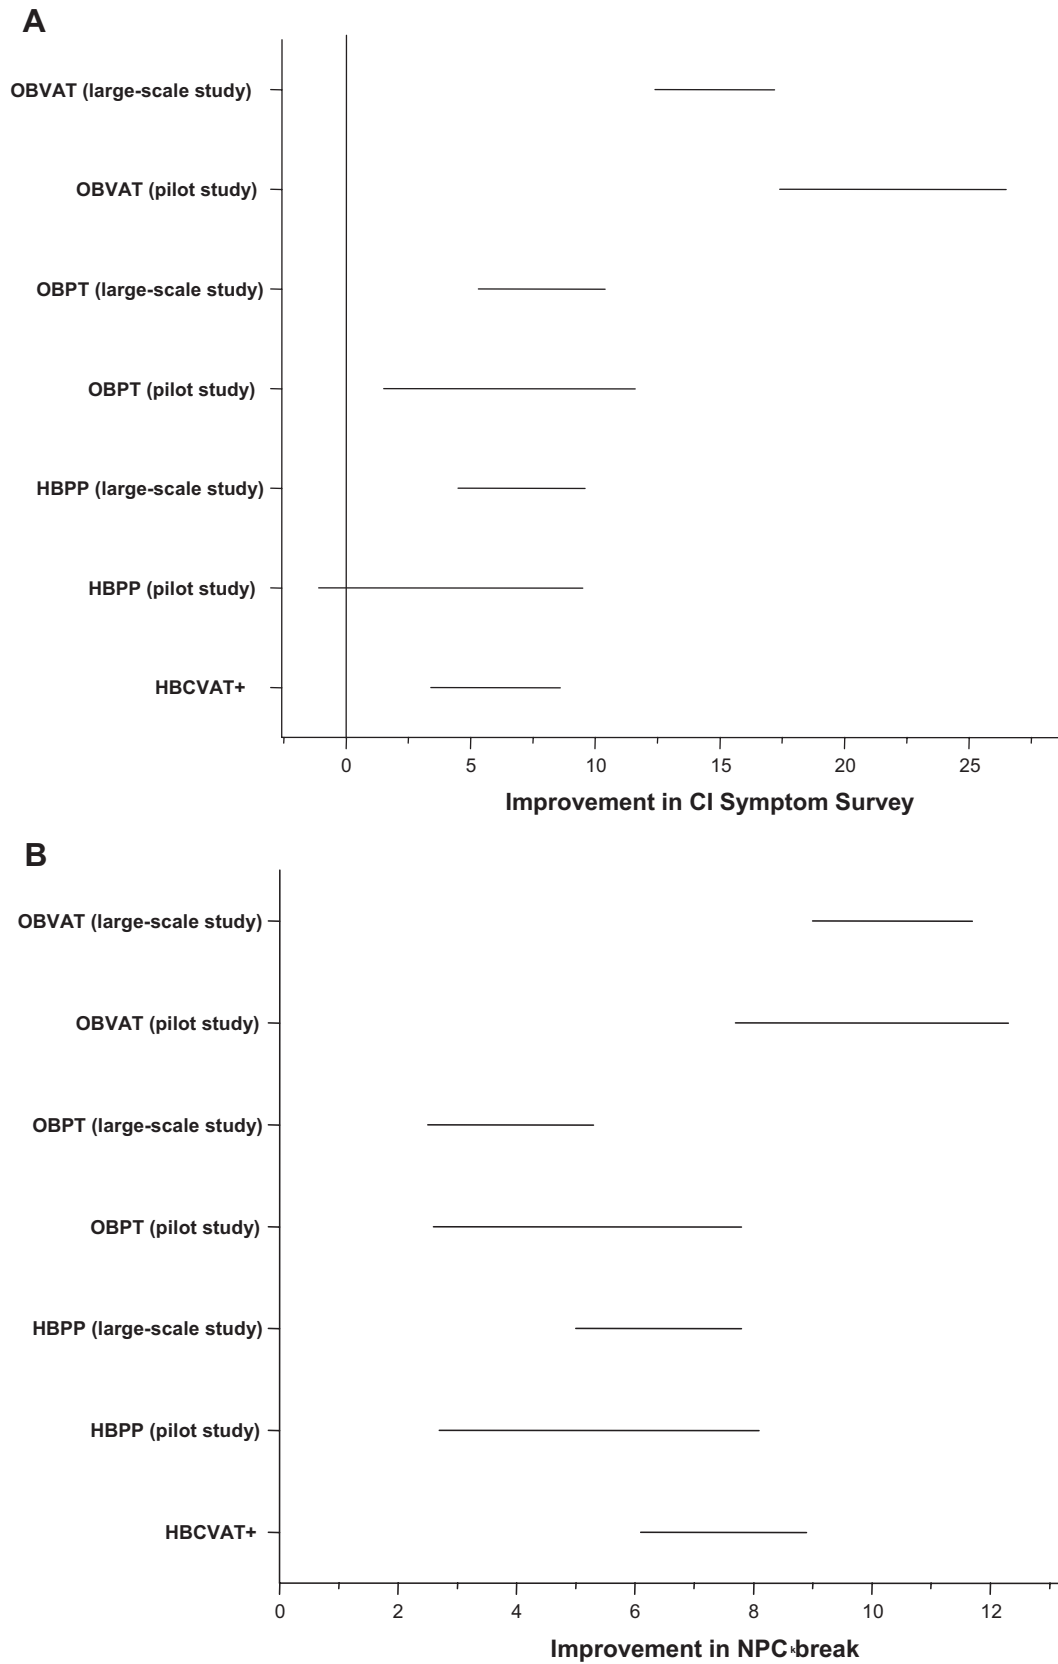 A
OBVAT (large-scale study)
OBVAT (pilot study)
OBPT (large-scale study)
OBPT (pilot study)
HBPP (large-scale study)
HBPP (pilot study)
HBCVAT+
0 5 10 15 20 25
Improvement in CI Symptom Survey
B
OBVAT (large-scale study)
OBVAT (pilot study)
OBPT (large-scale study)
OBPT (pilot study)
HBPP (large-scale study)
HBPP (pilot study)
HBCVAT+
0 2 4 6 8 10 12
Improvement in NPC break